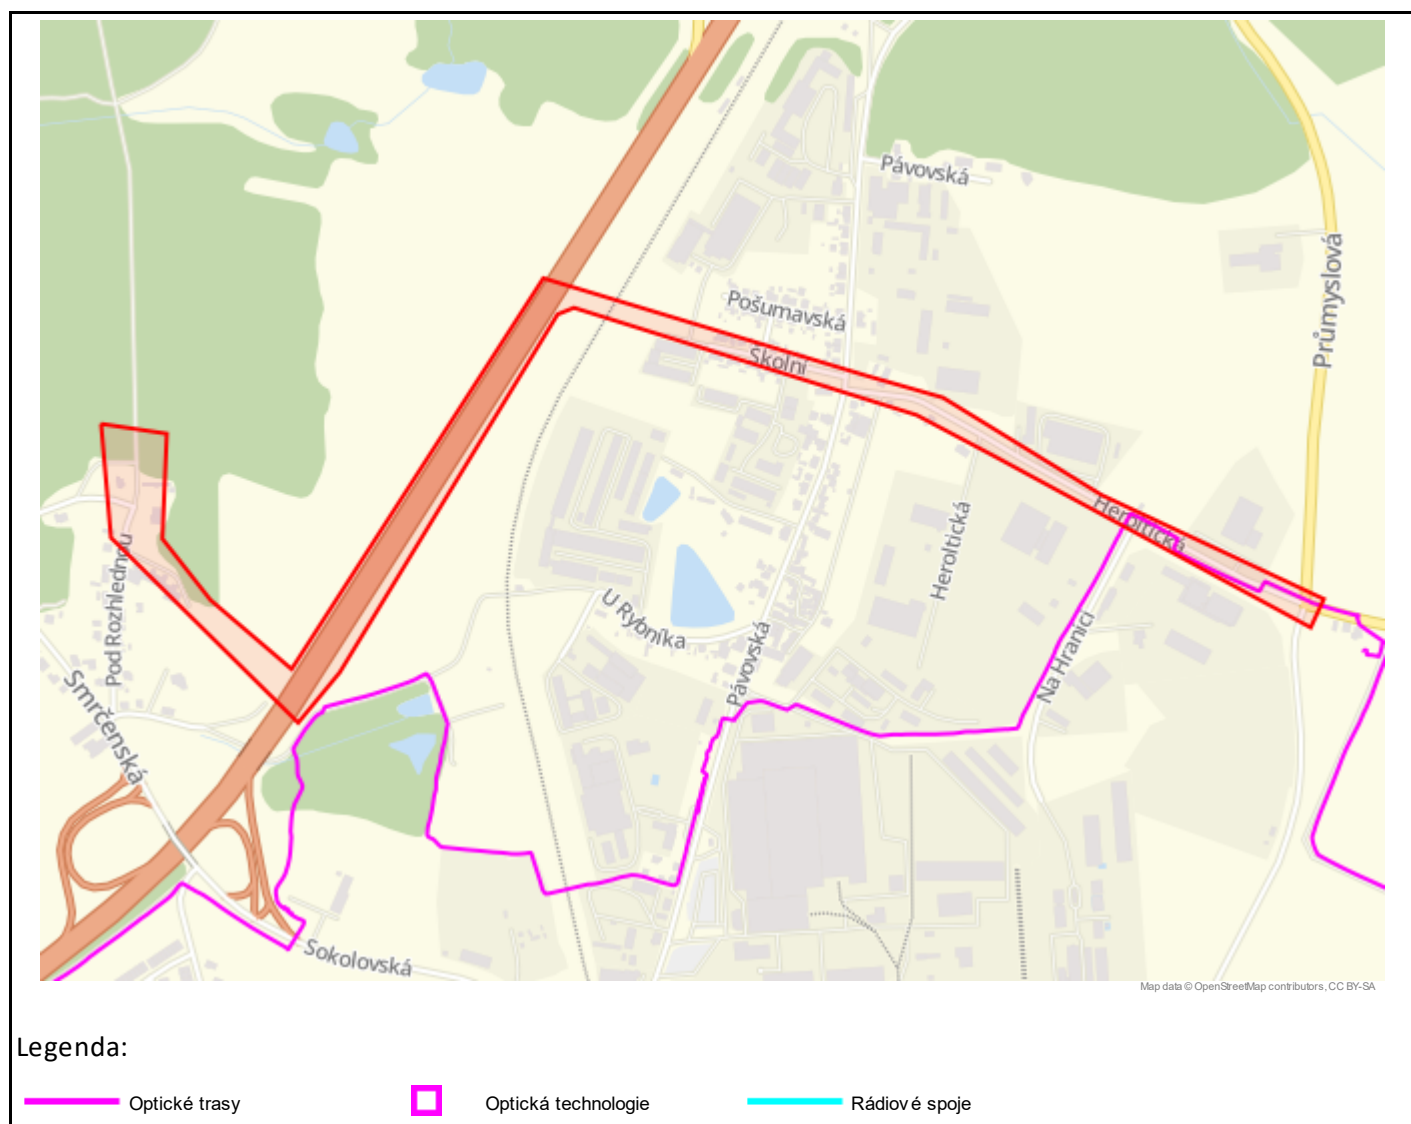 Pávovská
Průmyslová
Pošumavská
Školní
Heroltická
Heroltická
Pod Rozhlednou
U Rybníka
Pávovská
Na Hranici
Smrčenská
Sokolovská
Map data © OpenStreetMap contributors, CC BY-SA
Legenda:
Optické trasy Optická technologie Rádiové spoje